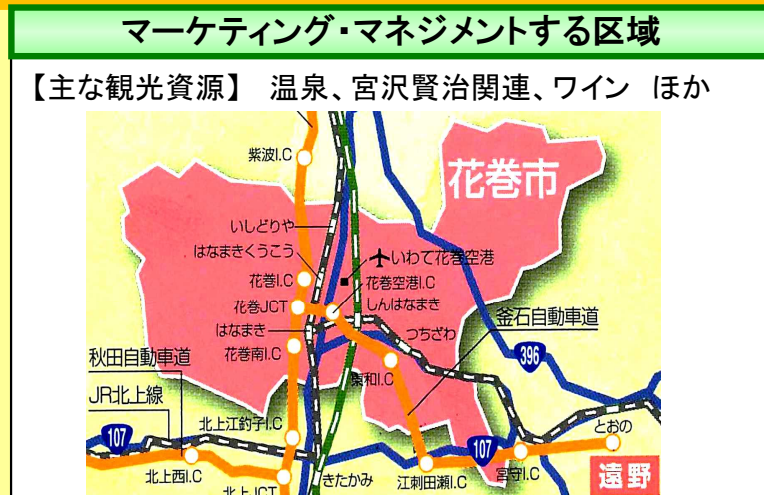 マーケティング・マネジメントする区域
【主な観光資源】 温泉、宮沢賢治関連、ワイン ほか
紫波I.C
花巻市
いしどりや
はなまきくうこう
いわて花巻空港
花巻I.C
花巻空港I.C
花巻JCT
しんはなまき
はなまき
つちざわ
釜石自動車道
花巻南I.C
秋田自動車道
396
東和I.C
JR北上線
北上江釣子I.C
とおの
107
107
北上西I.C
きたかみ
江刺田瀬I.C
宮守I.C
遠野
北上JCT